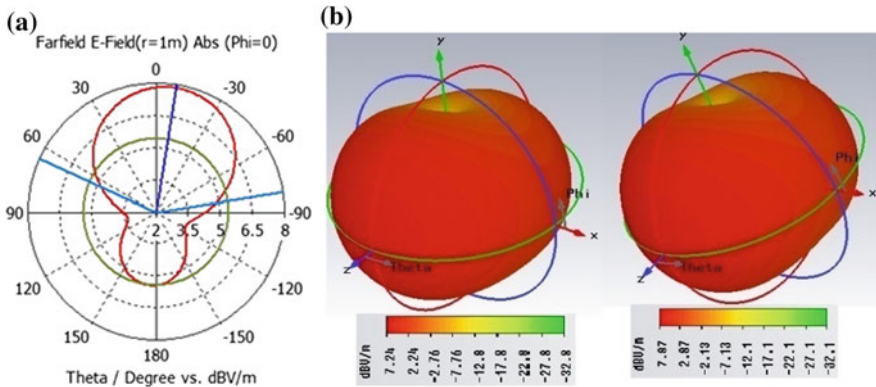 (a)
Farfield E-Field(r=1m) Abs (Phi=0)
0
30 -30
60 -60
90 -90
2 3.5 5 6.5 8
120 -120
150 -150
180
Theta / Degree vs. dBV/m
(b)
y
x
z
Phi
Theta
dBV/m
7.24
2.24
-2.76
-7.76
-12.8
-17.8
-27.8
-32.8
y
x
z
Phi
Theta
dBV/m
7.87
2.87
-2.13
-7.13
-12.1
-17.1
-22.1
-27.1
-32.1